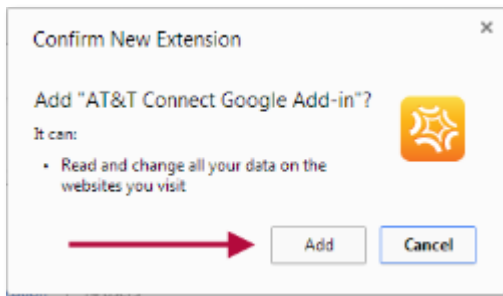 Confirm New Extension
Add "AT&T Connect Google Add-in"?
It can:
• Read and change all your data on the
websites you visit
Add
Cancel